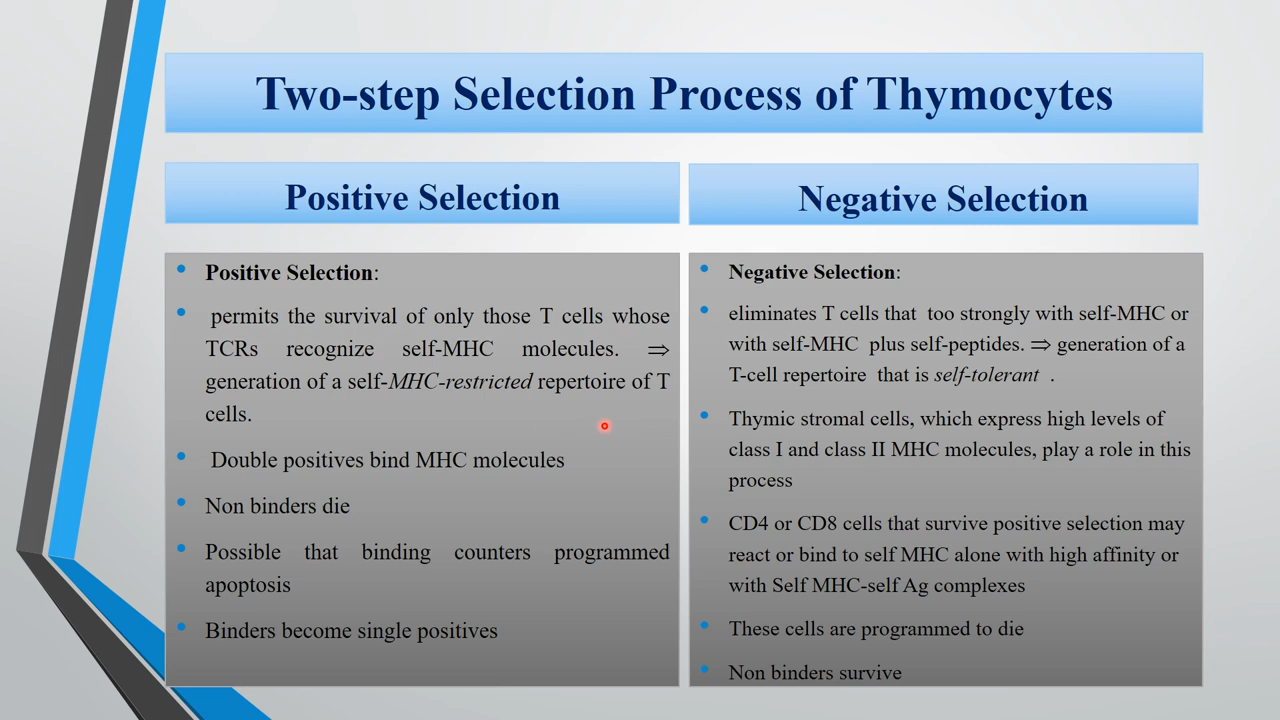 Two-step Selection Process of Thymocytes
Positive Selection
• Positive Selection:
• permits the survival of only those T cells whose
TCRs recognize self-MHC molecules. ⇒
generation of a self-MHC-restricted repertoire of T
cells.
• Double positives bind MHC molecules
• Non binders die
• Possible that binding counters programmed
apoptosis
• Binders become single positives
Negative Selection
• Negative Selection:
• eliminates T cells that too strongly with self-MHC or
with self-MHC plus self-peptides. ⇒ generation of a
T-cell repertoire that is self-tolerant .
• Thymic stromal cells, which express high levels of
class I and class II MHC molecules, play a role in this
process
• CD4 or CD8 cells that survive positive selection may
react or bind to self MHC alone with high affinity or
with Self MHC-self Ag complexes
• These cells are programmed to die
• Non binders survive